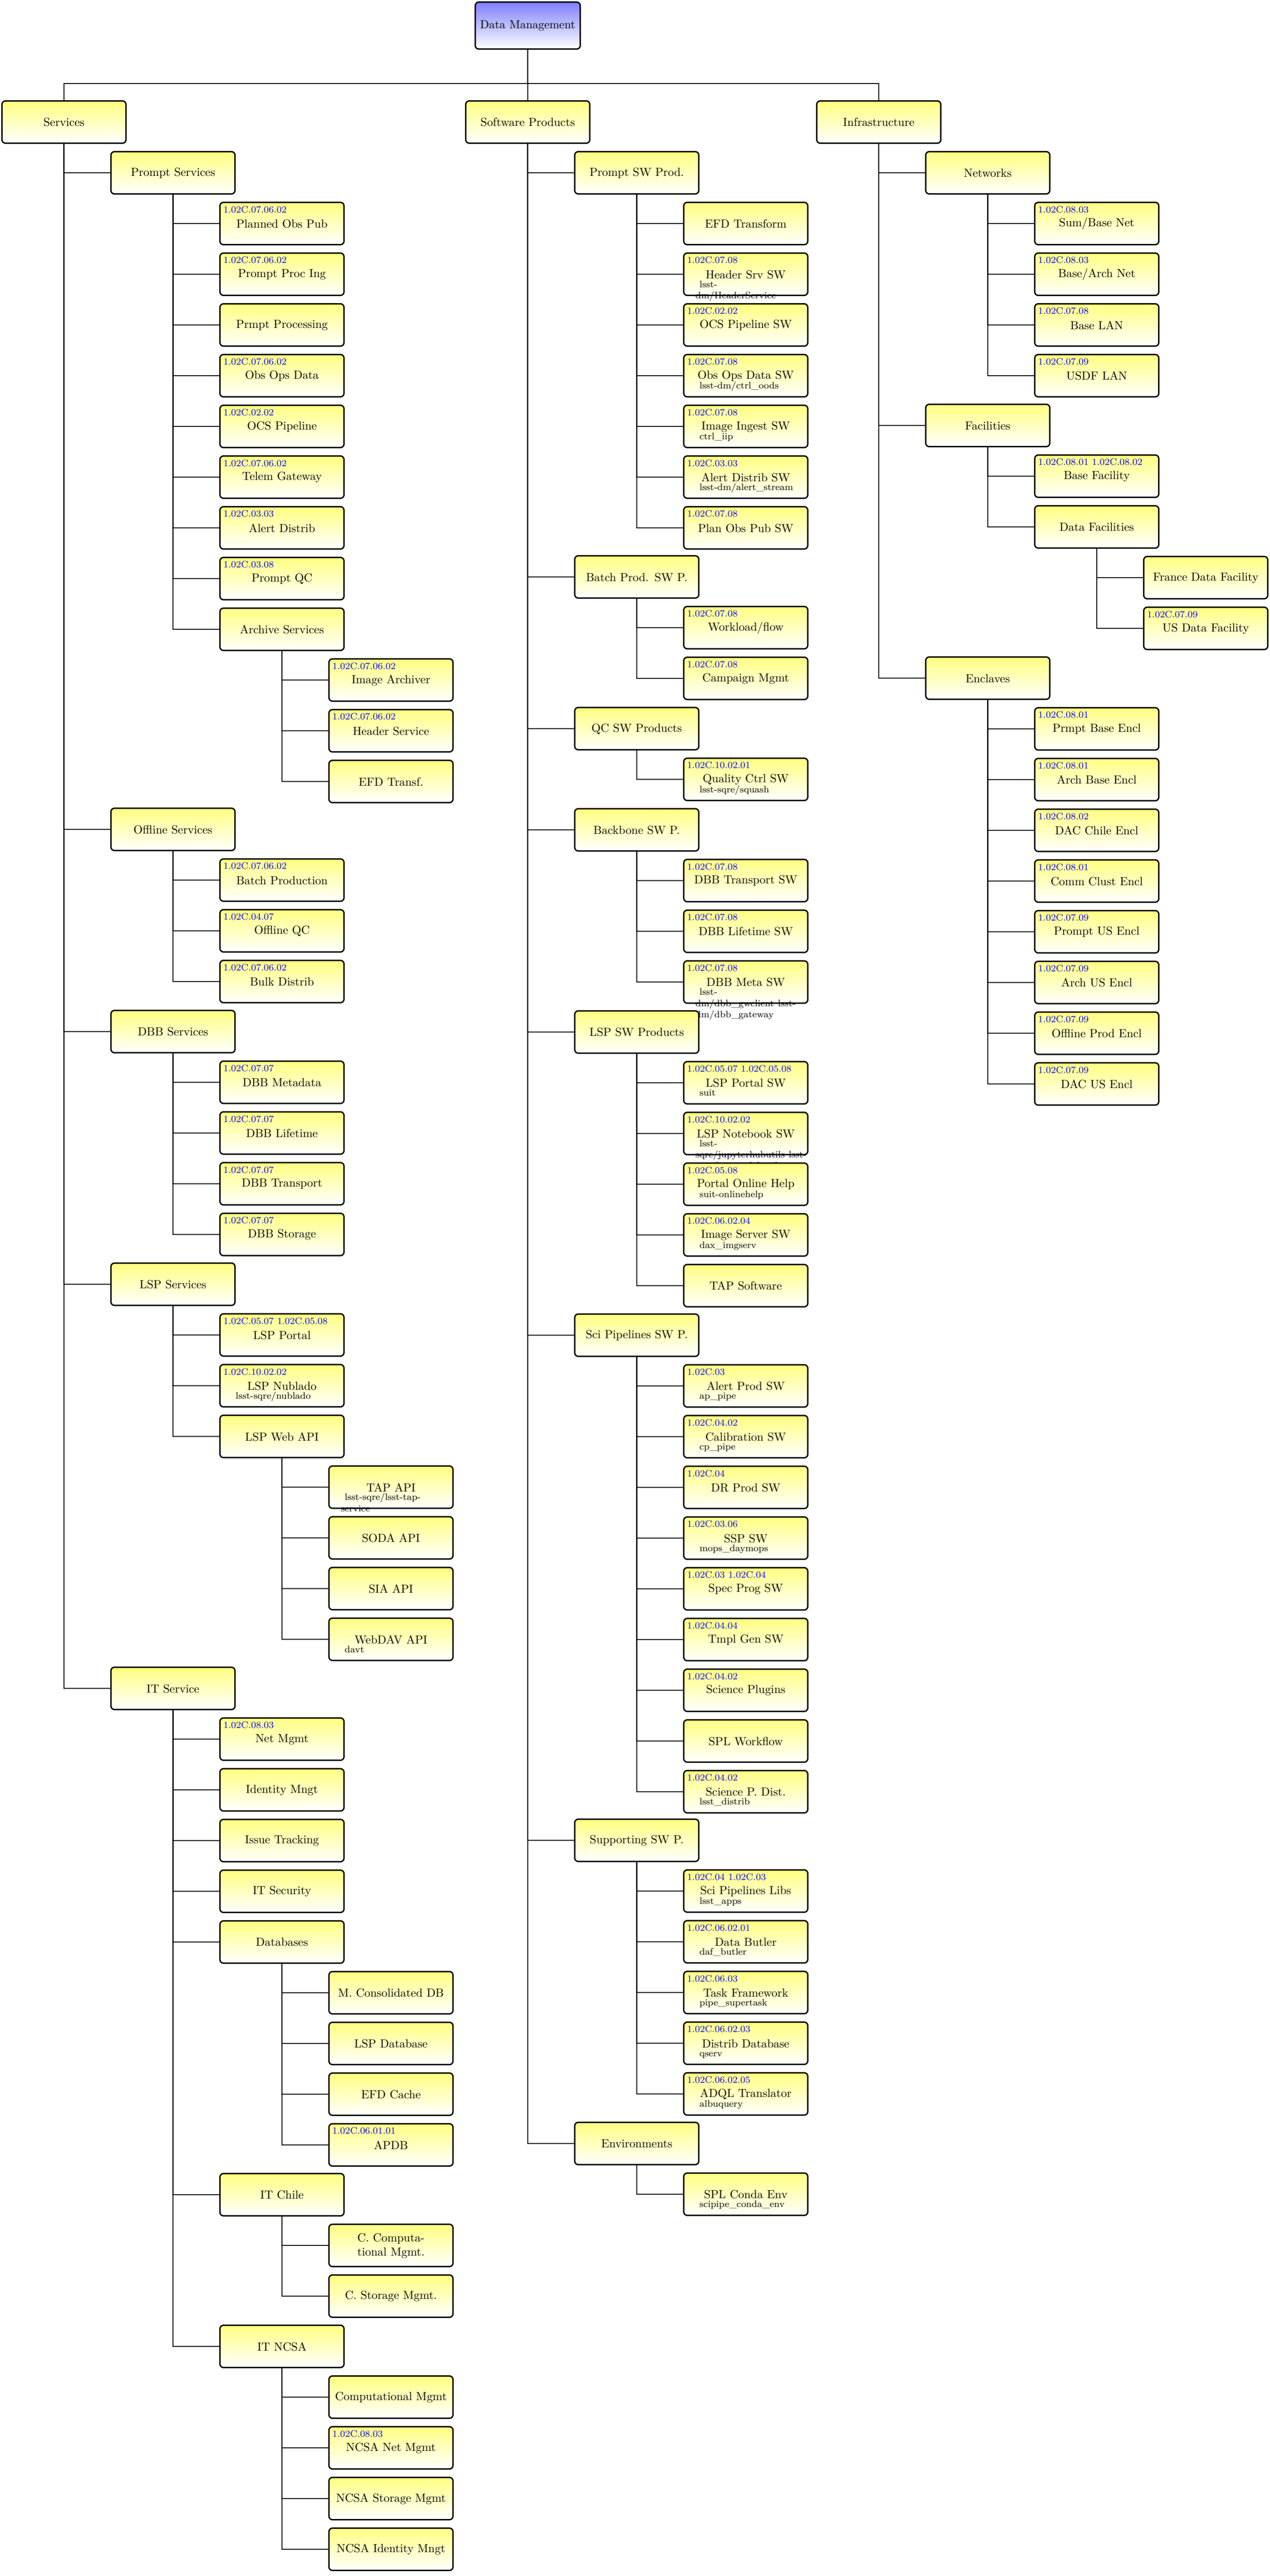 Data Management
Services
Prompt Services
1.02C.07.06.02
Planned Obs Pub
1.02C.07.06.02
Prompt Proc Ing
Prmpt Processing
1.02C.07.06.02
Obs Ops Data
1.02C.02.02
OCS Pipeline
1.02C.07.06.02
Telem Gateway
1.02C.03.03
Alert Distrib
1.02C.03.08
Prompt QC
Archive Services
1.02C.07.06.02
Image Archiver
1.02C.07.06.02
Header Service
EFD Transf.
Offline Services
1.02C.07.06.02
Batch Production
1.02C.04.07
Offline QC
1.02C.07.06.02
Bulk Distrib
DBB Services
1.02C.07.07
DBB Metadata
1.02C.07.07
DBB Lifetime
1.02C.07.07
DBB Transport
1.02C.07.07
DBB Storage
LSP Services
1.02C.05.07 1.02C.05.08
LSP Portal
1.02C.10.02.02
LSP Nublado
lsst-sqre/nublado
LSP Web API
TAP API
lsst-sqre/lsst-tap-
service
SODA API
SIA API
WebDAV API
davt
IT Service
1.02C.08.03
Net Mgmt
Identity Mngt
Issue Tracking
IT Security
Databases
M. Consolidated DB
LSP Database
EFD Cache
1.02C.06.01.01
APDB
IT Chile
C. Computa-
tional Mgmt.
C. Storage Mgmt.
IT NCSA
Computational Mgmt
1.02C.08.03
NCSA Net Mgmt
NCSA Storage Mgmt
NCSA Identity Mngt
Software Products
Prompt SW Prod.
EFD Transform
1.02C.07.08
Header Srv SW
lsst-
dm/HeaderService
1.02C.02.02
OCS Pipeline SW
1.02C.07.08
Obs Ops Data SW
lsst-dm/ctrl_oods
1.02C.07.08
Image Ingest SW
ctrl_iip
1.02C.03.03
Alert Distrib SW
lsst-dm/alert_stream
1.02C.07.08
Plan Obs Pub SW
Batch Prod. SW P.
1.02C.07.08
Workload/flow
1.02C.07.08
Campaign Mgmt
QC SW Products
1.02C.10.02.01
Quality Ctrl SW
lsst-sqre/squash
Backbone SW P.
1.02C.07.08
DBB Transport SW
1.02C.07.08
DBB Lifetime SW
1.02C.07.08
DBB Meta SW
lsst-
dm/dbb_gwclient lsst-
dm/dbb_gateway
LSP SW Products
1.02C.05.07 1.02C.05.08
LSP Portal SW
suit
1.02C.10.02.02
LSP Notebook SW
lsst-
sqre/jupyterhubutils lsst-
1.02C.05.08
Portal Online Help
suit-onlinehelp
1.02C.06.02.04
Image Server SW
dax_imgserv
TAP Software
Sci Pipelines SW P.
1.02C.03
Alert Prod SW
ap_pipe
1.02C.04.02
Calibration SW
cp_pipe
1.02C.04
DR Prod SW
1.02C.03.06
SSP SW
mops_daymops
1.02C.03 1.02C.04
Spec Prog SW
1.02C.04.04
Tmpl Gen SW
1.02C.04.02
Science Plugins
SPL Workflow
1.02C.04.02
Science P. Dist.
lsst_distrib
Supporting SW P.
1.02C.04 1.02C.03
Sci Pipelines Libs
lsst_apps
1.02C.06.02.01
Data Butler
daf_butler
1.02C.06.03
Task Framework
pipe_supertask
1.02C.06.02.03
Distrib Database
qserv
1.02C.06.02.05
ADQL Translator
albuquery
Environments
SPL Conda Env
scipipe_conda_env
Infrastructure
Networks
1.02C.08.03
Sum/Base Net
1.02C.08.03
Base/Arch Net
1.02C.07.08
Base LAN
1.02C.07.09
USDF LAN
Facilities
1.02C.08.01 1.02C.08.02
Base Facility
Data Facilities
France Data Facility
1.02C.07.09
US Data Facility
Enclaves
1.02C.08.01
Prmpt Base Encl
1.02C.08.01
Arch Base Encl
1.02C.08.02
DAC Chile Encl
1.02C.08.01
Comm Clust Encl
1.02C.07.09
Prompt US Encl
1.02C.07.09
Arch US Encl
1.02C.07.09
Offline Prod Encl
1.02C.07.09
DAC US Encl